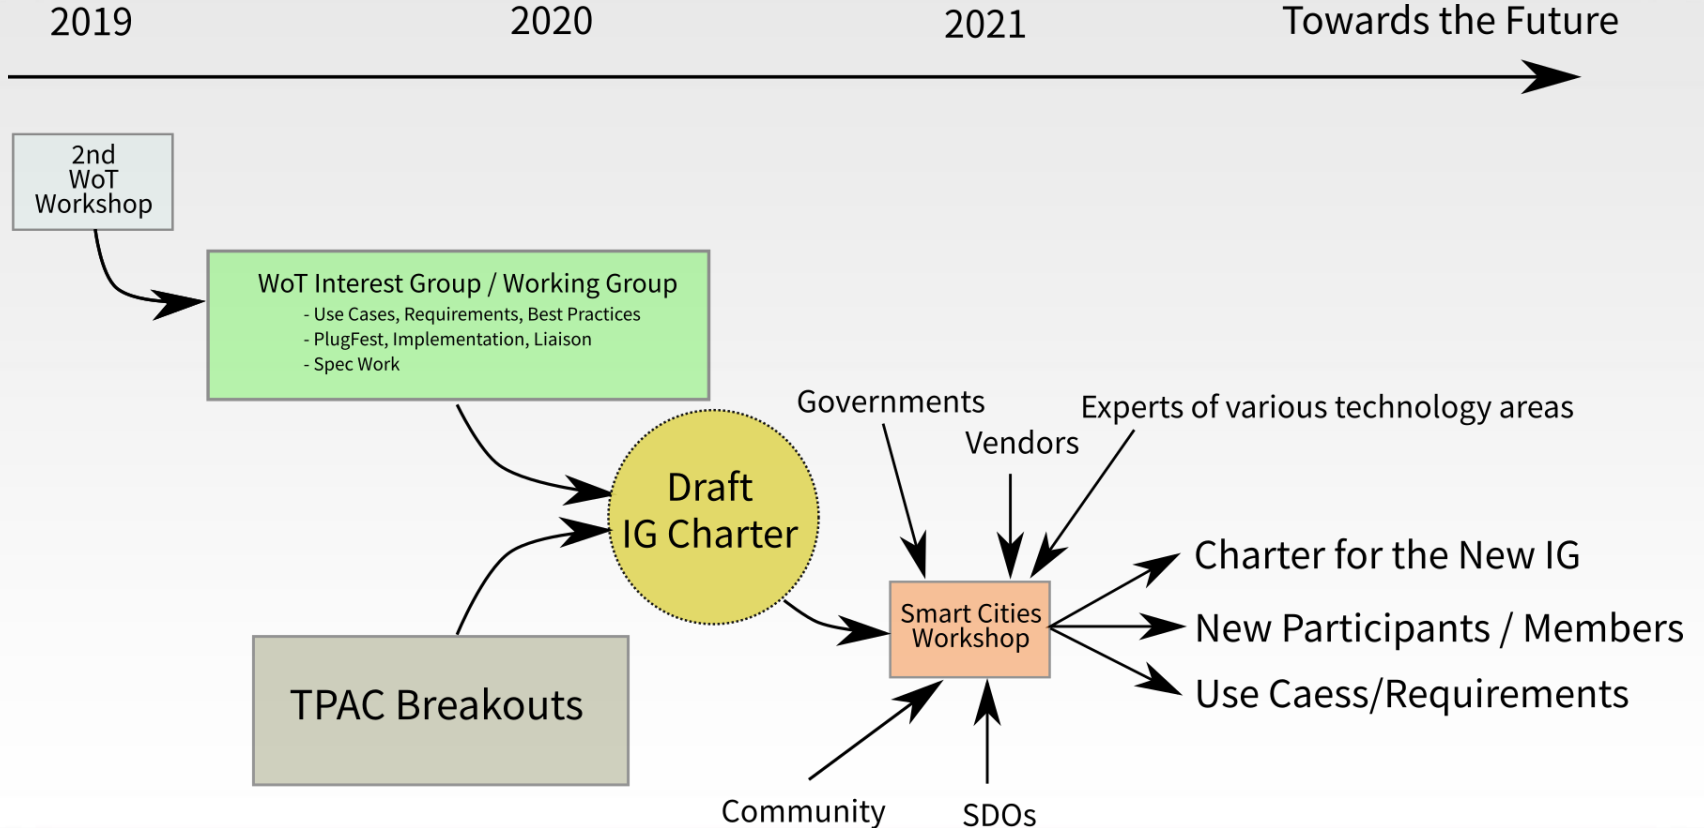 2019
2020
2021
Towards the Future
2nd
WoT
Workshop
WoT Interest Group / Working Group
- Use Cases, Requirements, Best Practices
- PlugFest, Implementation, Liaison
- Spec Work
Governments
Vendors
Experts of various technology areas
Draft
IG Charter
Smart Cities
Workshop
Charter for the New IG
New Participants / Members
Use Caess/Requirements
TPAC Breakouts
Community
SDOs